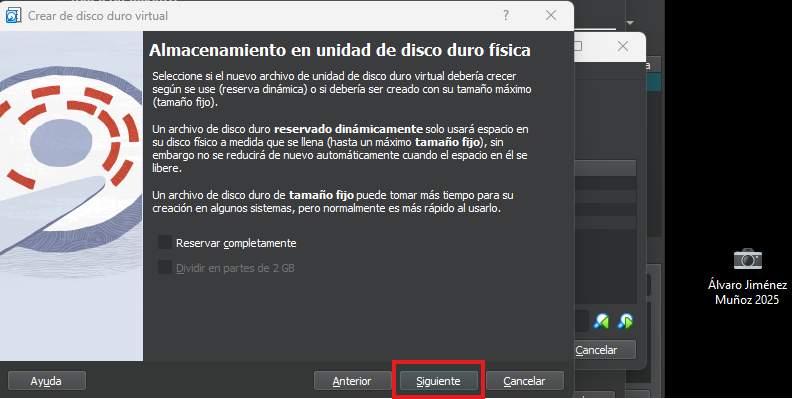 Crear de disco duro virtual
?
Almacenamiento en unidad de disco duro física
Seleccione si el nuevo archivo de unidad de disco duro virtual debería crecer
según se use (reserva dinámica) o si debería ser creado con su tamaño máximo
(tamaño fijo).
Un archivo de disco duro reservado dinámicamente solo usará espacio en
su disco físico a medida que se llena (hasta un máximo tamaño fijo), sin
embargo no se reducirá de nuevo automáticamente cuando el espacio en él se
libere.
Un archivo de disco duro de tamaño fijo puede tomar más tiempo para su
creación en algunos sistemas, pero normalmente es más rápido al usarlo.
Reservar completamente
Dividir en partes de 2 GB
Ayuda
Anterior
Siguiente
Cancelar
Cancelar
Álvaro Jiménez
Muñoz 2025